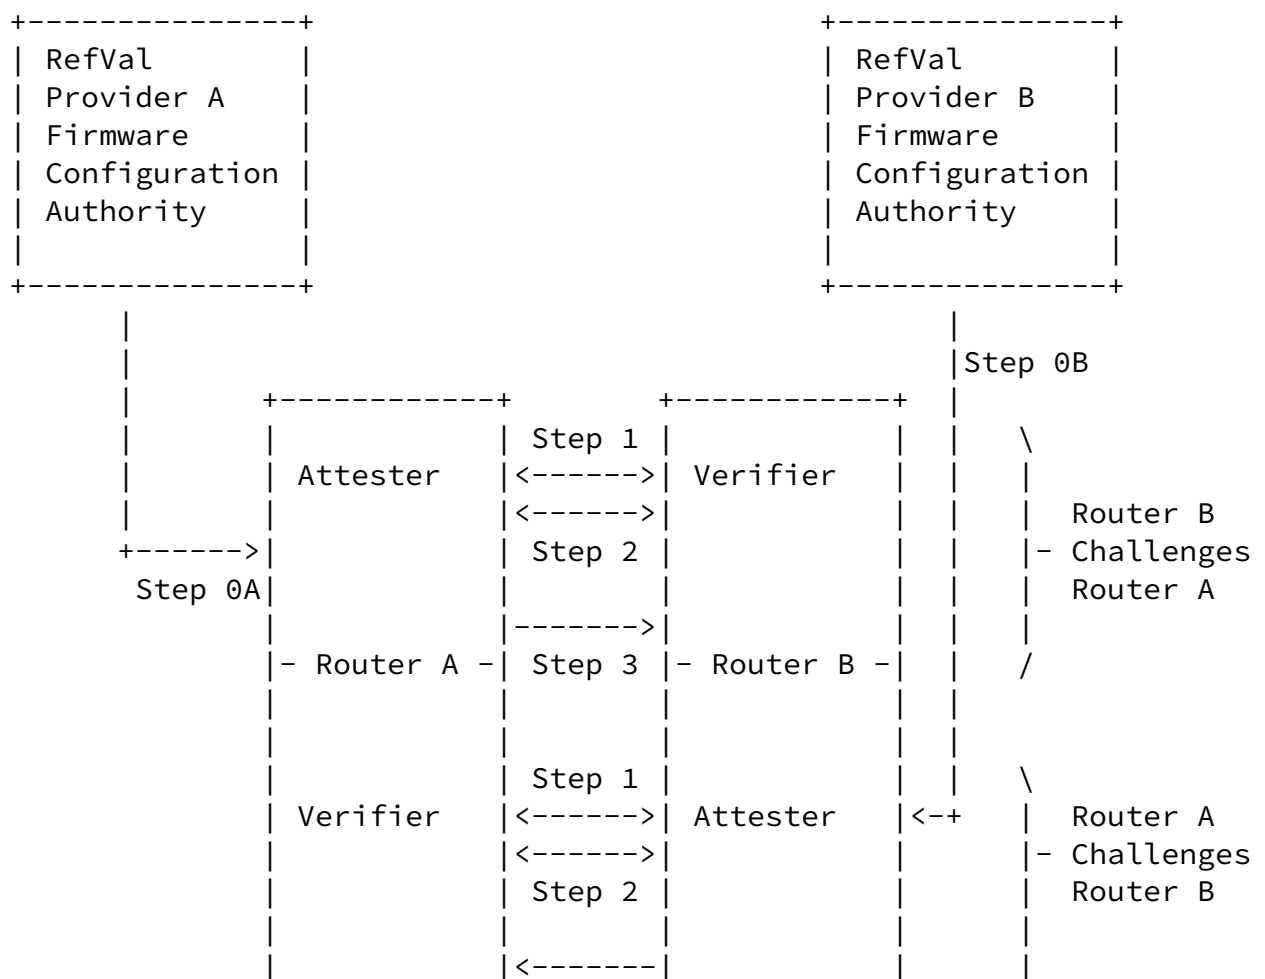 +---------------+                            +---------------+
| RefVal        |                            | RefVal        |
| Provider A    |                            | Provider B    |
| Firmware      |                            | Firmware      |
| Configuration |                            | Configuration |
| Authority     |                            | Authority     |
|               |                            |               |
+---------------+                            +---------------+
      |                                             |
      |                                             |Step 0B
      |       +------------+        +------------+  |
      |       |            | Step 1 |            |  |   \
      |       | Attester   |<------>| Verifier   |  |   |
      |       |            |<------>|            |  |   |  Router B
      +------>|            | Step 2 |            |  |   |- Challenges
       Step 0A|            |        |            |  |   |  Router A
              |            |------->|            |  |   |
              |- Router A -| Step 3 |- Router B -|  |   /
              |            |        |            |  |
              |            |        |            |  |
              |            | Step 1 |            |  |   \
              | Verifier   |<------>| Attester   |<-+   |  Router A
              |            |<------>|            |      |- Challenges
              |            | Step 2 |            |      |  Router B
              |            |        |            |      |
              |            |<-------|            |      |